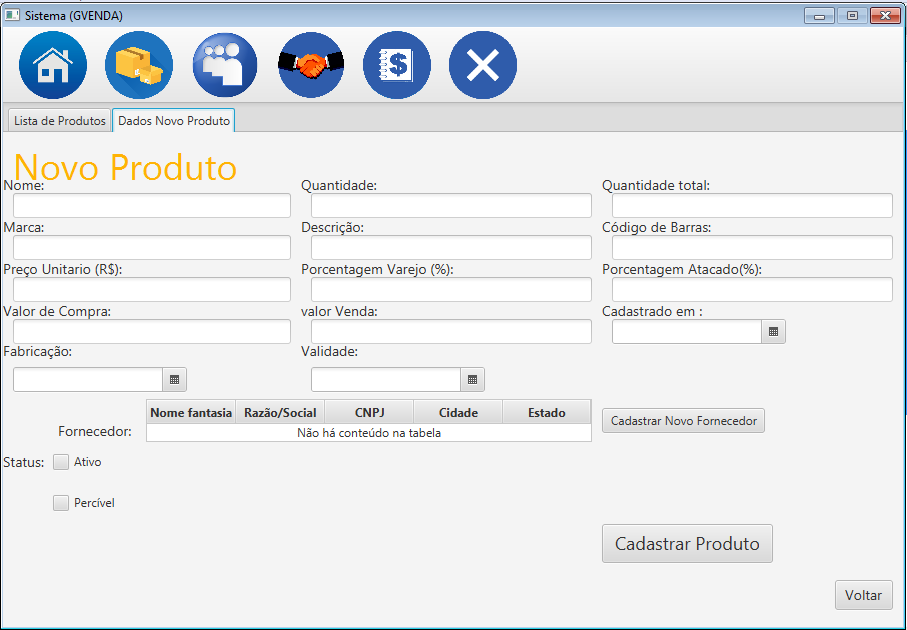 Sistema (GVENDA)
$
Lista de Produtos Dados Novo Produto
Novo Produto
Nome: Quantidade: Quantidade total:
Marca: Descrição: Código de Barras:
Preço Unitario (R$): Porcentagem Varejo (%): Porcentagem Atacado(%):
Valor de Compra: valor Venda: Cadastrado em :
Fabricação: Validade:
Nome fantasia Razão/Social CNPJ Cidade Estado
Cadastrar Novo Fornecedor
Fornecedor: Não há conteúdo na tabela
Status: Ativo
Percível
Cadastrar Produto
Voltar